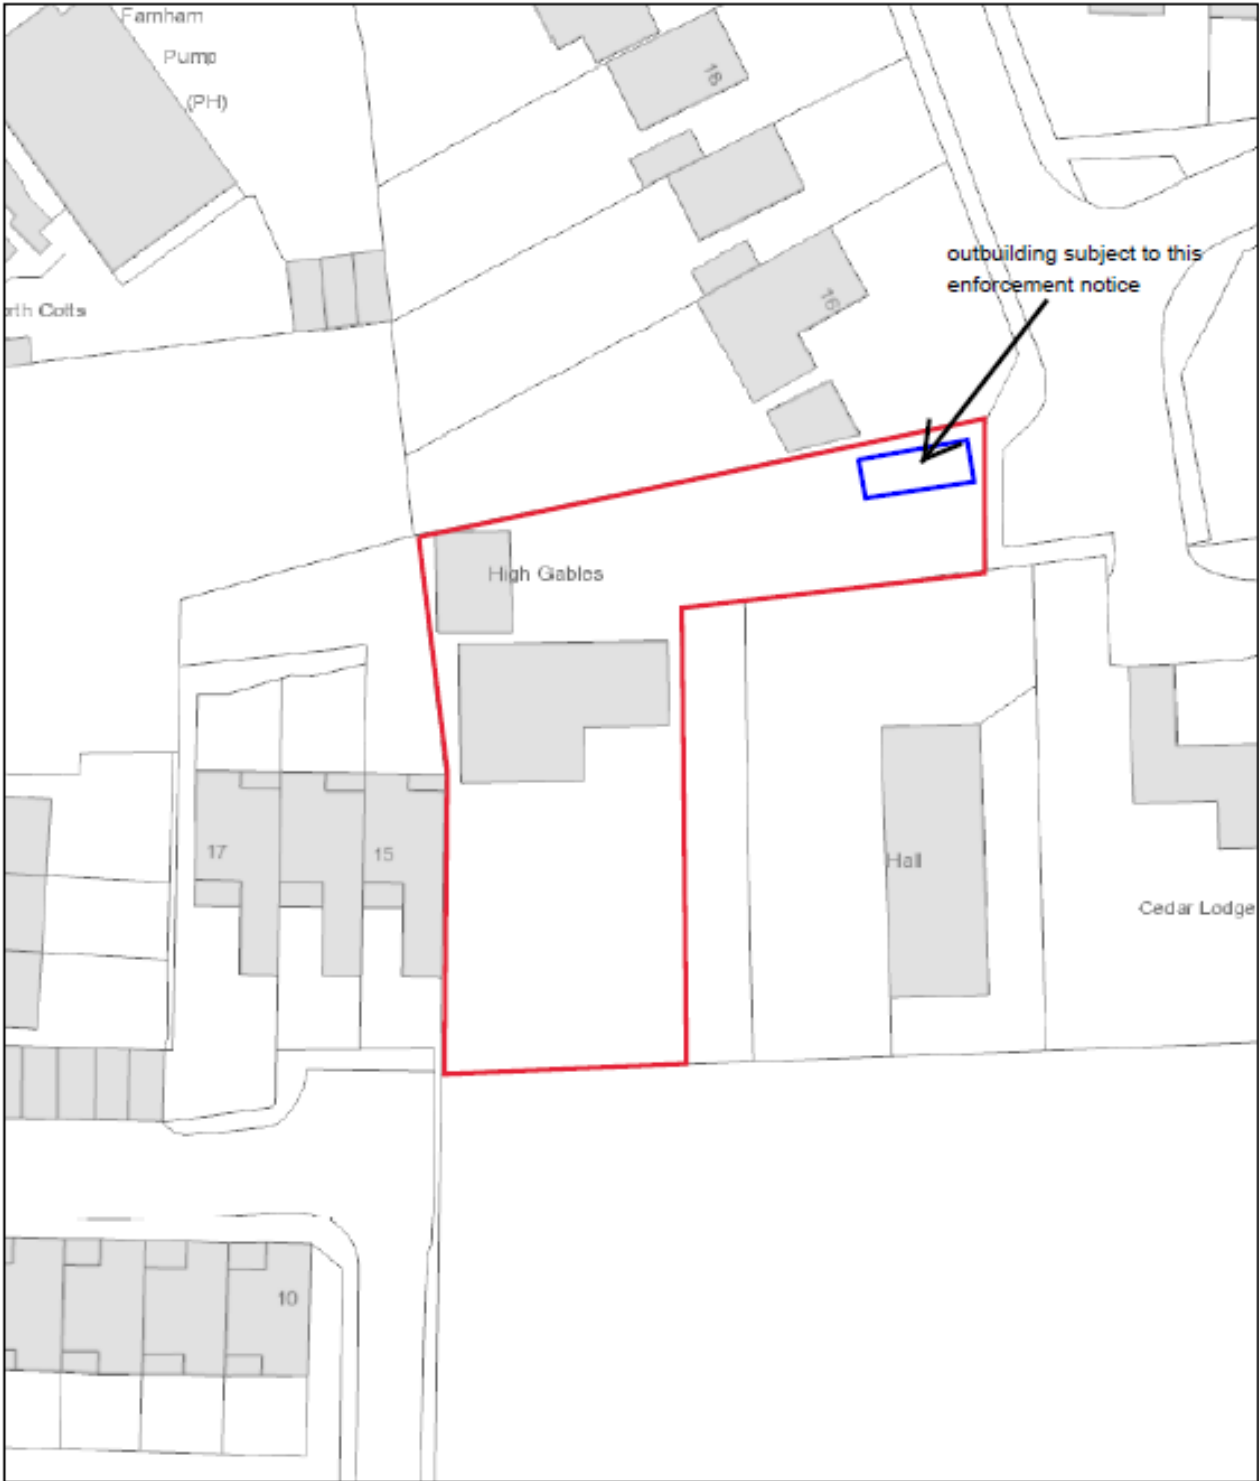 Farnham
Pump
(PH)
18
outbuilding subject to this
enforcement notice
16
rth Cotts
High Gables
17
15
Hall
Cedar Lodge
10